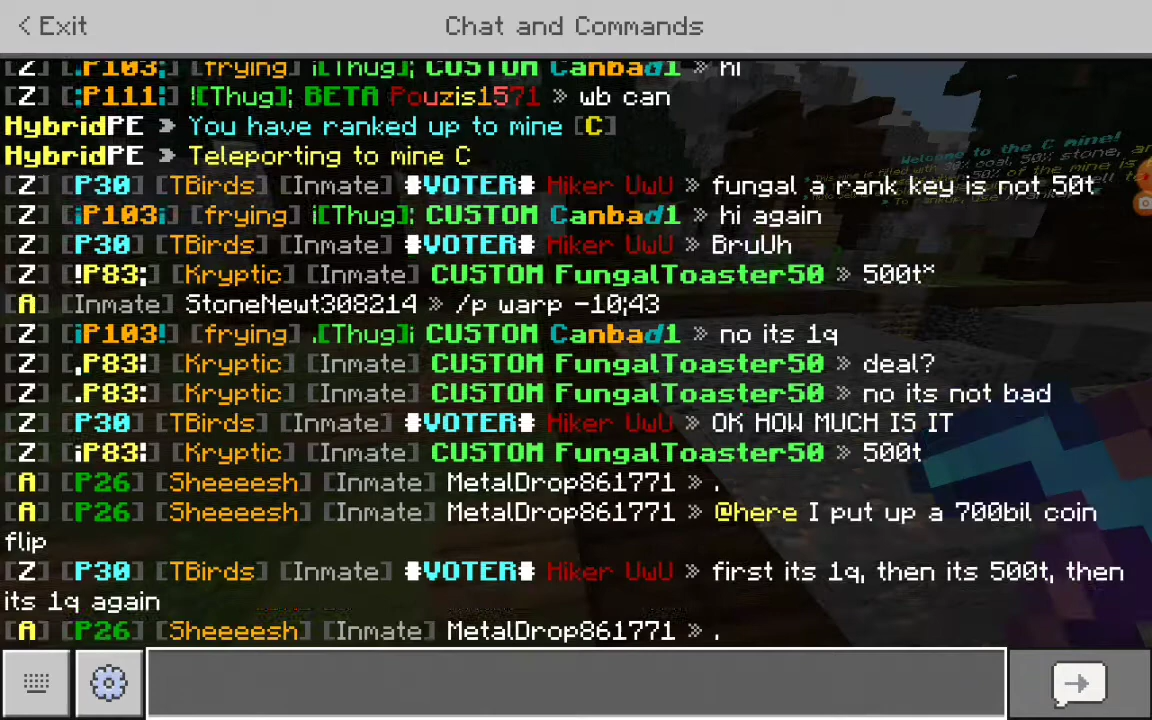 < Exit
Chat and Commands
[Z] [.P103;] [frying] i[Thug]; CUSTOM Canbad1 » hi
[Z] [;P111:] ![Thug]; BETA Pouzis1571 » wb can
HybridPE » You have ranked up to mine [C]
HybridPE » Teleporting to mine C
[Z] [P30] [TBirds] [Inmate] #VOTER# Hiker UwU » fungal a rank key is not 50t
[Z] [¡P103¡] [frying] i[Thug]; CUSTOM Canbad1 » hi again
[Z] [P30] [TBirds] [Inmate] #VOTER# Hiker UwU » BruUh
[Z] [!P83;] [Kryptic] [Inmate] CUSTOM FungalToaster50 » 500t*
[A] [Inmate] StoneNewt308214 » /p warp -10;43
[Z] [¡P103!] [frying] .[Thug]i CUSTOM Canbad1 » no its 1q
[Z] [,P83!] [Kryptic] [Inmate] CUSTOM FungalToaster50 » deal?
[Z] [.P83:] [Kryptic] [Inmate] CUSTOM FungalToaster50 » no its not bad
[Z] [P30] [TBirds] [Inmate] #VOTER# Hiker UwU » OK HOW MUCH IS IT
[Z] [¡P83:] [Kryptic] [Inmate] CUSTOM FungalToaster50 » 500t
[A] [P26] [Sheeeesh] [Inmate] MetalDrop861771 » .
[A] [P26] [Sheeeesh] [Inmate] MetalDrop861771 » @here I put up a 700bil coin
flip
[Z] [P30] [TBirds] [Inmate] #VOTER# Hiker UwU » first its 1q, then its 500t, then
its 1q again
[A] [P26] [Sheeeesh] [Inmate] MetalDrop861771 » .
Welcome to the C mine!